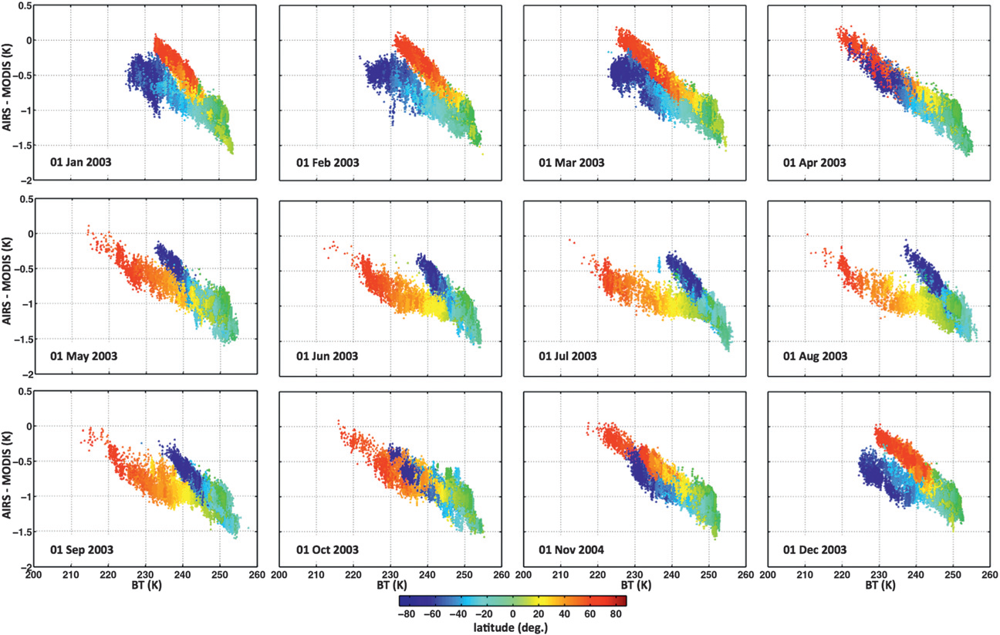 0.5
0
−0.5
−1
−1.5
−2
AIRS - MODIS (K)
01 Jan 2003
01 Feb 2003
01 Mar 2003
01 Apr 2003
0.5
0
−0.5
−1
−1.5
−2
AIRS - MODIS (K)
01 May 2003
01 Jun 2003
01 Jul 2003
01 Aug 2003
0.5
0
−0.5
−1
−1.5
−2
AIRS - MODIS (K)
01 Sep 2003
01 Oct 2003
01 Nov 2004
01 Dec 2003
200 210 220 230 240 250 260
200 210 220 230 240 250 260
200 210 220 230 240 250 260
200 210 220 230 240 250 260
BT (K)
BT (K)
BT (K)
BT (K)
−80 −60 −40 −20 0 20 40 60 80
latitude (deg.)